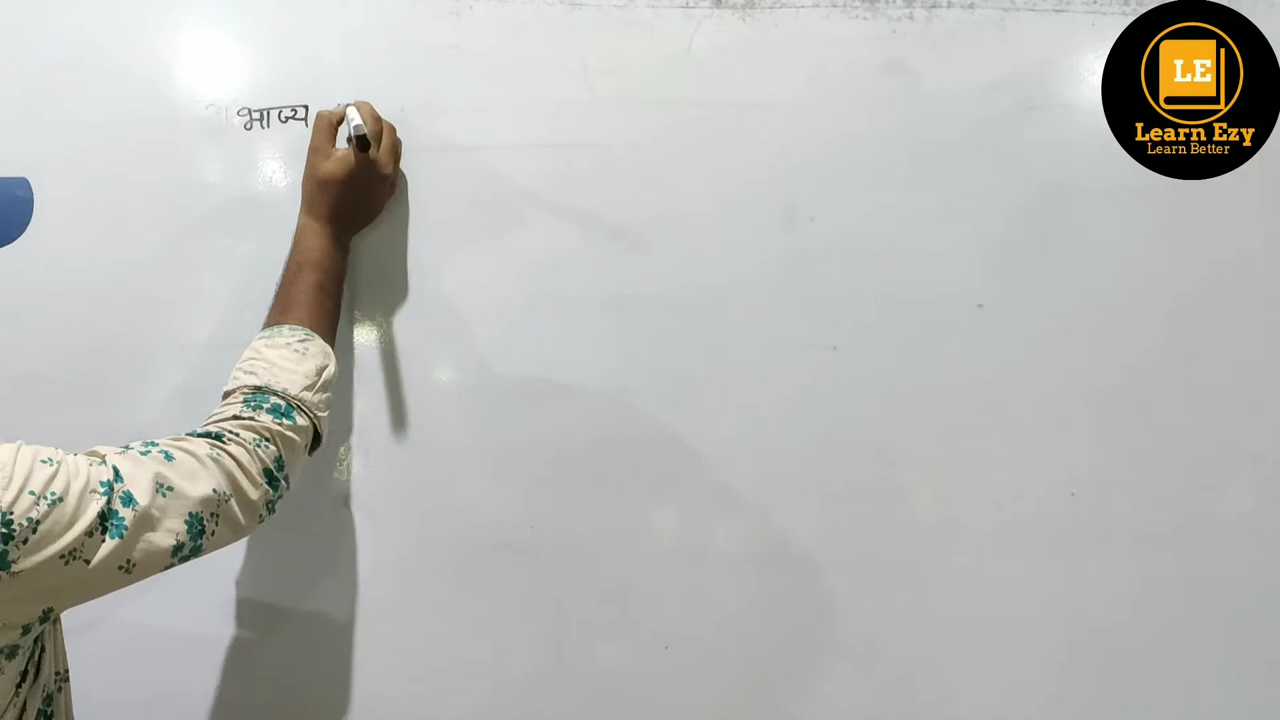 भाज्य
LE
Learn Ezy
Learn Better